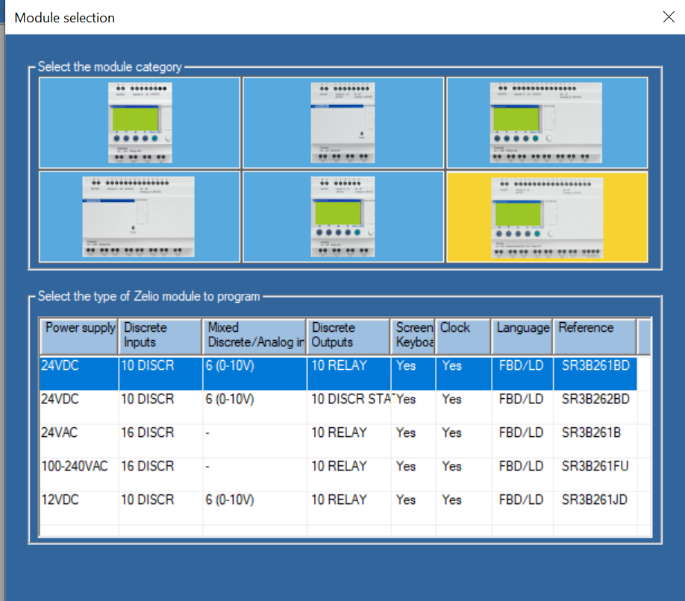 Module selection
Select the module category
Select the type of Zelio module to program
Power supply Discrete Inputs Mixed Discrete/Analog in Discrete Outputs Screen Keyboa Clock Language Reference
24VDC 10 DISCR 6 (0-10V) 10 RELAY Yes Yes FBD/LD SR3B261BD
24VDC 10 DISCR 6 (0-10V) 10 DISCR STA Yes Yes FBD/LD SR3B262BD
24VAC 16 DISCR - 10 RELAY Yes Yes FBD/LD SR3B261B
100-240VAC 16 DISCR - 10 RELAY Yes Yes FBD/LD SR3B261FU
12VDC 10 DISCR 6 (0-10V) 10 RELAY Yes Yes FBD/LD SR3B261JD